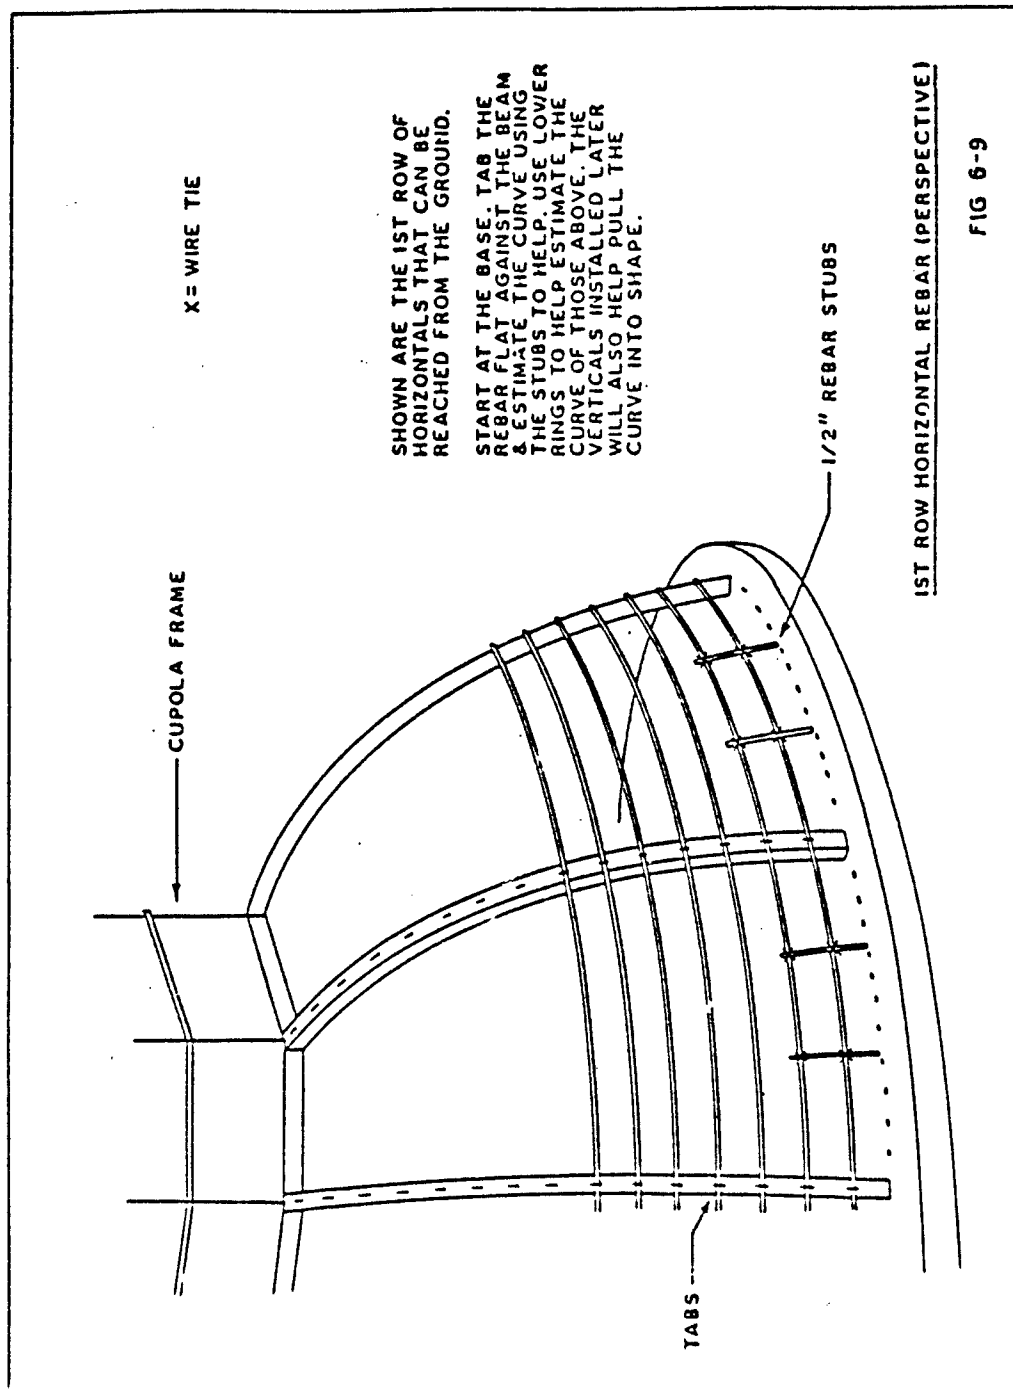 CUPOLA FRAME
X = WIRE TIE
SHOWN ARE THE 1ST ROW OF
HORIZONTALS THAT CAN BE
REACHED FROM THE GROUND.
START AT THE BASE. TAB THE
REBAR FLAT AGAINST THE BEAM
& ESTIMATE THE CURVE USING
THE STUBS TO HELP. USE LOWER
RINGS TO HELP ESTIMATE THE
CURVE OF THOSE ABOVE. THE
VERTICALS INSTALLED LATER
WILL ALSO HELP PULL THE
CURVE INTO SHAPE.
TABS
1/2" REBAR STUBS
1ST ROW HORIZONTAL REBAR (PERSPECTIVE)
FIG 6-9